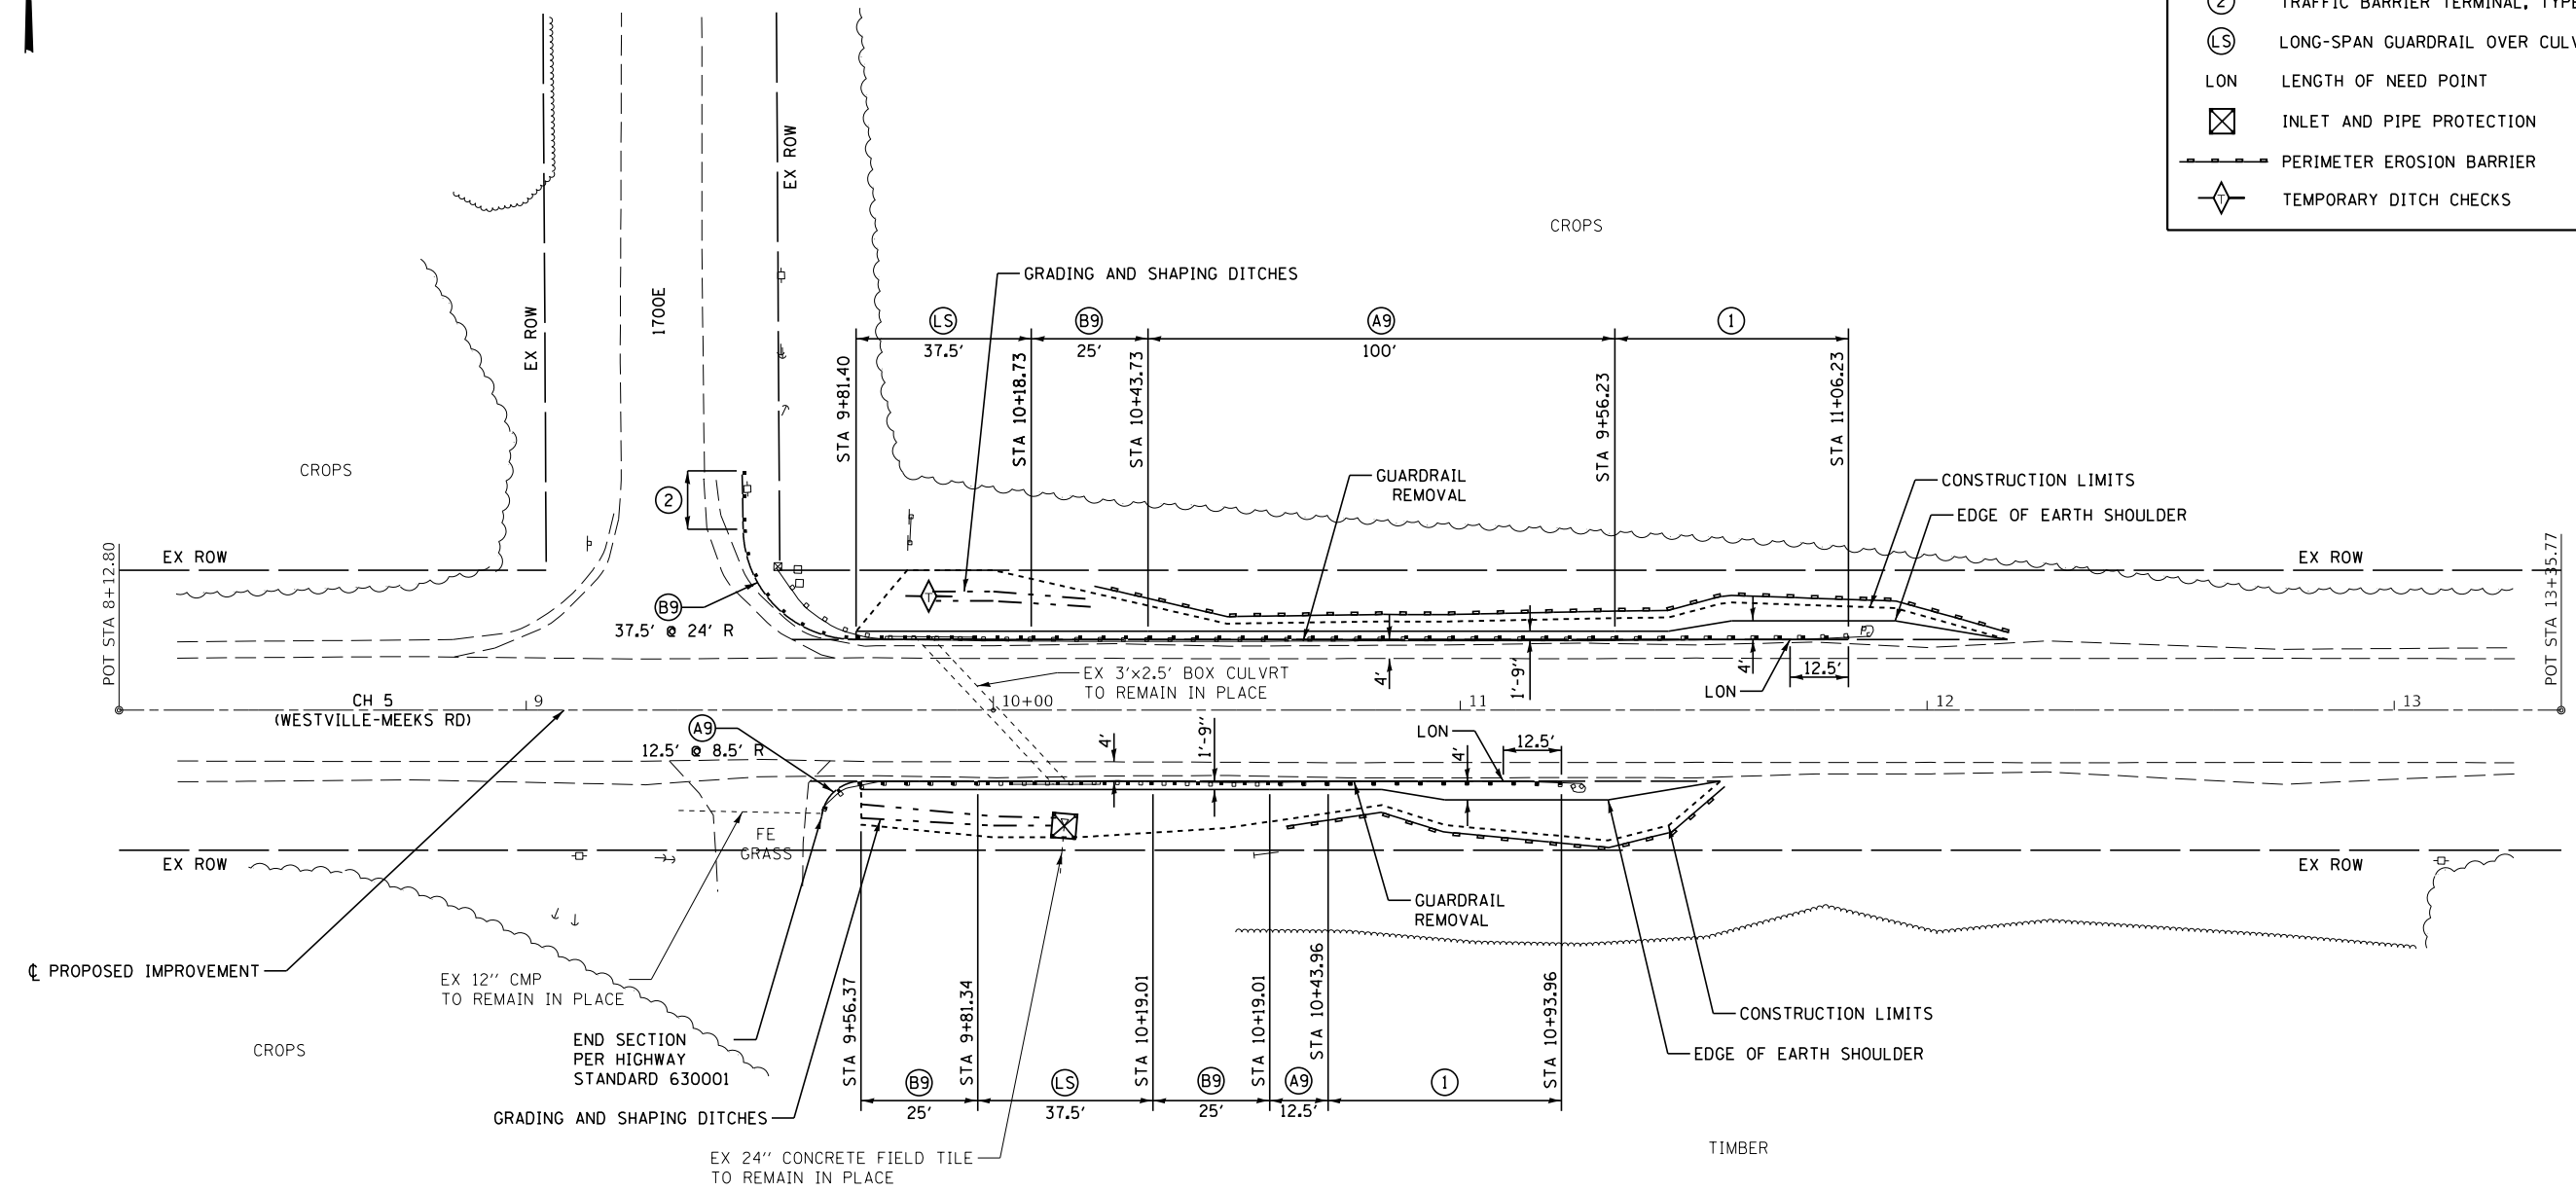 2 TRAFFIC BARRIER TERMINAL, TYPE
LS LONG-SPAN GUARDRAIL OVER
LON LENGTH OF NEED POINT
INLET AND PIPE PROTECTION
PERIMETER EROSION BARRIER
T TEMPORARY DITCH CHECKS
CROPS
EX ROW
EX ROW
1700E
GRADING AND SHAPING DITCHES
LS B9 A9 1
37.5' 25' 100'
STA 9+81.40
STA 10+18.73
STA 10+43.73
STA 9+56.23
STA 11+06.23
CROPS
2
GUARDRAIL
REMOVAL
CONSTRUCTION LIMITS
EDGE OF EARTH SHOULDER
POT STA 8+12.80
EX ROW
EX ROW
POT STA 13+35.77
T
B9
37.5' @ 24' R
EX 3'x2.5' BOX CULVRT
TO REMAIN IN PLACE
4'
1'-9"
4'
12.5'
LON
CH 5
(WESTVILLE-MEEKS RD)
9 10+00 11 12 13
A9
12.5' @ 8.5' R
4'
1'-9"
LON
4'
12.5'
FE
GRASS
EX ROW
EX ROW
GUARDRAIL
REMOVAL
℄ PROPOSED IMPROVEMENT
EX 12" CMP
TO REMAIN IN PLACE
CROPS
END SECTION
PER HIGHWAY
STANDARD 630001
GRADING AND SHAPING DITCHES
STA 9+56.37
STA 9+81.34
STA 10+19.01
STA 10+19.01
STA 10+43.96
STA 10+93.96
CONSTRUCTION LIMITS
EDGE OF EARTH SHOULDER
B9 LS B9 A9 1
25' 37.5' 25' 12.5'
EX 24" CONCRETE FIELD TILE
TO REMAIN IN PLACE
TIMBER